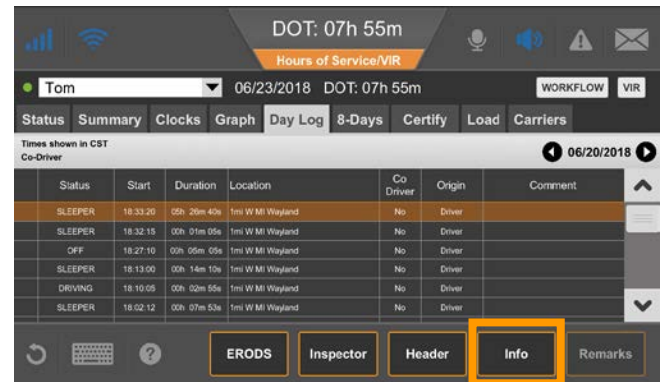 DOT: 07h 55m
Hours of Service/VIR
Tom 06/23/2018 DOT: 07h 55m WORKFLOW VIR
Status Summary Clocks Graph Day Log 8-Days Certify Load Carriers
Times shown in CST
Co-Driver 06/20/2018
Status Start Duration Location Co Driver Origin Comment
SLEEPER 18:33:20 05h 26m 40s 1mi W MI Wayland No Driver
SLEEPER 18:32:15 00h 01m 05s 1mi W MI Wayland No Driver
OFF 18:27:10 00h 05m 05s 1mi W MI Wayland No Driver
SLEEPER 18:13:00 00h 14m 10s 1mi W MI Wayland No Driver
DRIVING 18:10:05 00h 02m 55s 1mi W MI Wayland No Driver
SLEEPER 18:02:12 00h 07m 53s 1mi W MI Wayland No Driver
ERODS Inspector Header Info Remarks